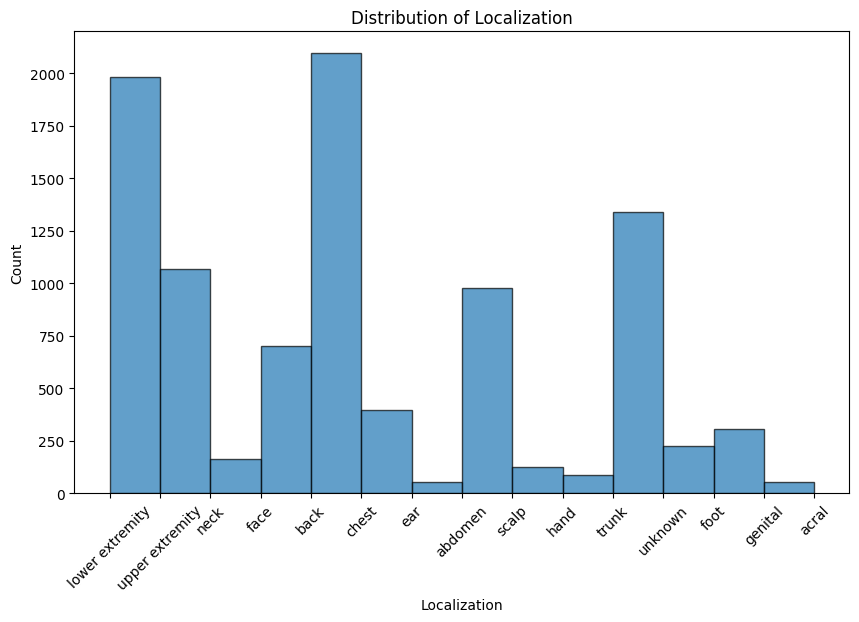 Distribution of Localization
2000
1750
1500
1250
1000
750
500
250
0
Count
lower extremity
upper extremity
neck
face
back
chest
ear
abdomen
scalp
hand
trunk
unknown
foot
genital
acral
Localization